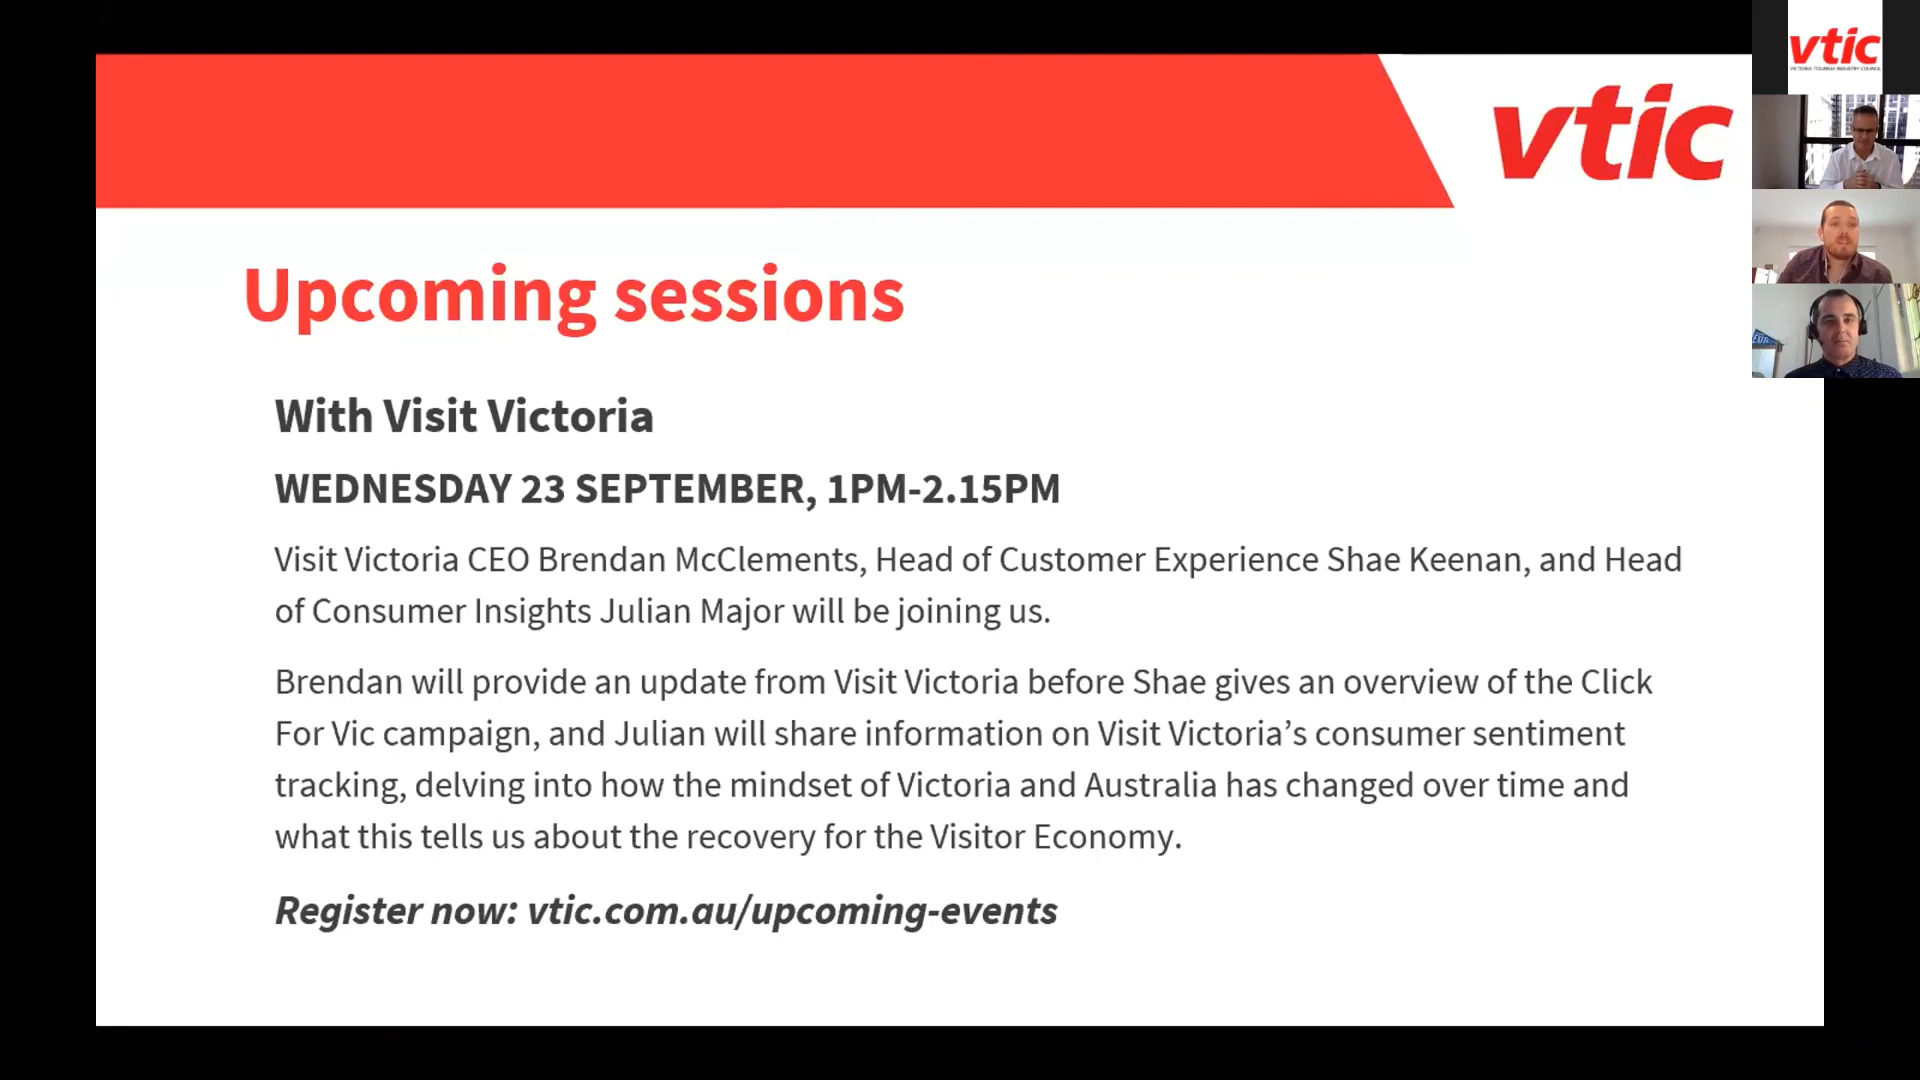 vtic
vtic
VICTORIA TOURISM INDUSTRY COUNCIL
Upcoming sessions
With Visit Victoria
WEDNESDAY 23 SEPTEMBER, 1PM-2.15PM
Visit Victoria CEO Brendan McClements, Head of Customer Experience Shae Keenan, and Head
of Consumer Insights Julian Major will be joining us.
Brendan will provide an update from Visit Victoria before Shae gives an overview of the Click
For Vic campaign, and Julian will share information on Visit Victoria’s consumer sentiment
tracking, delving into how the mindset of Victoria and Australia has changed over time and
what this tells us about the recovery for the Visitor Economy.
Register now: vtic.com.au/upcoming-events